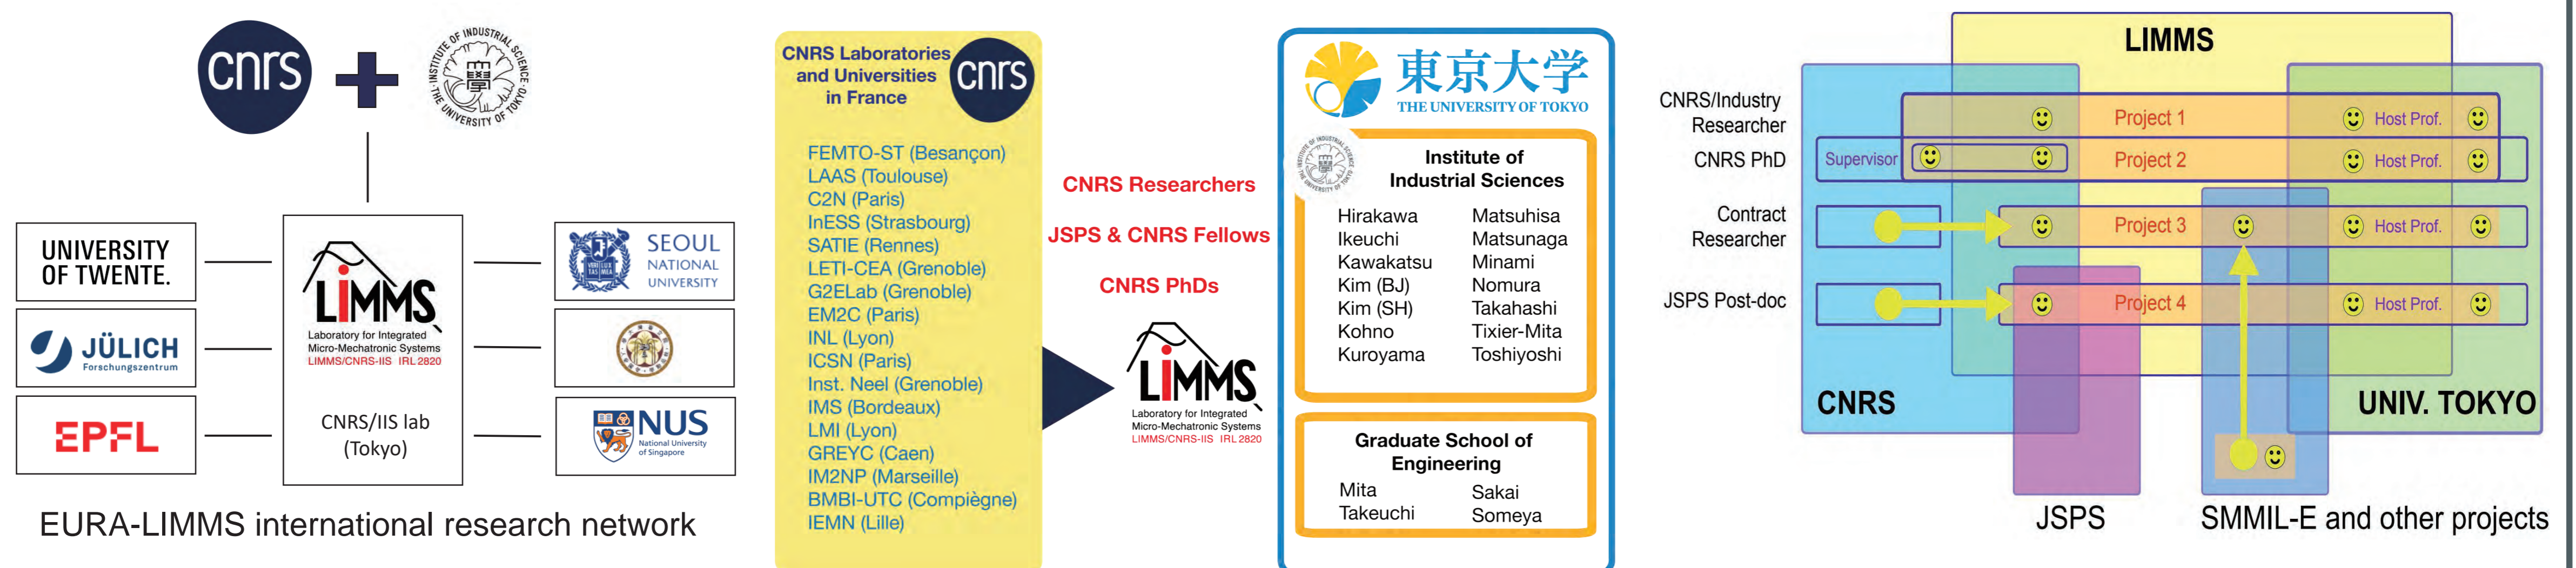 cnrs
INSTITUTE OF INDUSTRIAL SCIENCE
THE UNIVERSITY OF TOKYO
UNIVERSITY
OF TWENTE.
JÜLICH
Forschungszentrum
EPFL
LiMMS
Laboratory for Integrated
Micro-Mechatronic Systems
LIMMS/CNRS-IIS IRL 2820
CNRS/IIS lab
(Tokyo)
SEOUL
NATIONAL
UNIVERSITY
NUS
National University
of Singapore
EURA-LIMMS international research network
CNRS Laboratories
and Universities
in France
cnrs
FEMTO-ST (Besançon)
LAAS (Toulouse)
C2N (Paris)
InESS (Strasbourg)
SATIE (Rennes)
LETI-CEA (Grenoble)
G2ELab (Grenoble)
EM2C (Paris)
INL (Lyon)
ICSN (Paris)
Inst. Neel (Grenoble)
IMS (Bordeaux)
LMI (Lyon)
GREYC (Caen)
IM2NP (Marseille)
BMBI-UTC (Compiègne)
IEMN (Lille)
CNRS Researchers
JSPS & CNRS Fellows
CNRS PhDs
LiMMS
Laboratory for Integrated
Micro-Mechatronic Systems
LIMMS/CNRS-IIS IRL 2820
東京大学
THE UNIVERSITY OF TOKYO
Institute of
Industrial Sciences
Hirakawa Matsuhisa
Ikeuchi Matsunaga
Kawakatsu Minami
Kim (BJ) Nomura
Kim (SH) Takahashi
Kohno Tixier-Mita
Kuroyama Toshiyoshi
Graduate School of
Engineering
Mita Sakai
Takeuchi Someya
LIMMS
CNRS/Industry
Researcher
Project 1 Host Prof.
CNRS PhD Supervisor Project 2 Host Prof.
Contract
Researcher
Project 3 Host Prof.
JSPS Post-doc Project 4 Host Prof.
CNRS
UNIV. TOKYO
JSPS
SMMIL-E and other projects